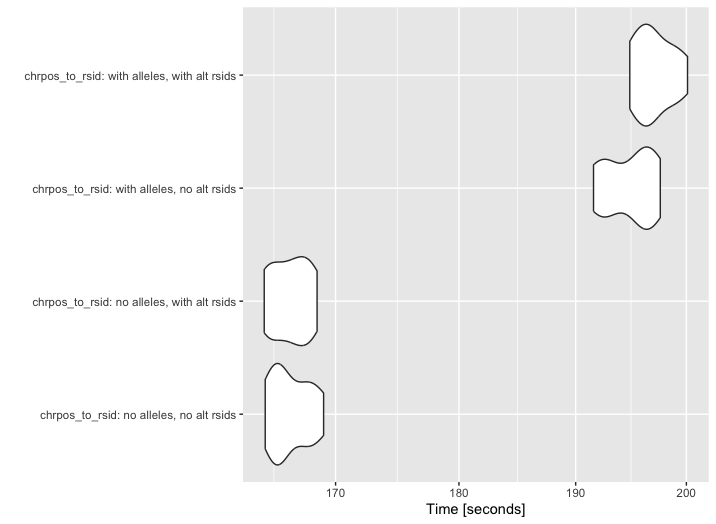 chrpos_to_rsid: with alleles, with alt rsids
chrpos_to_rsid: with alleles, no alt rsids
chrpos_to_rsid: no alleles, with alt rsids
chrpos_to_rsid: no alleles, no alt rsids
170 180 190 200
Time [seconds]